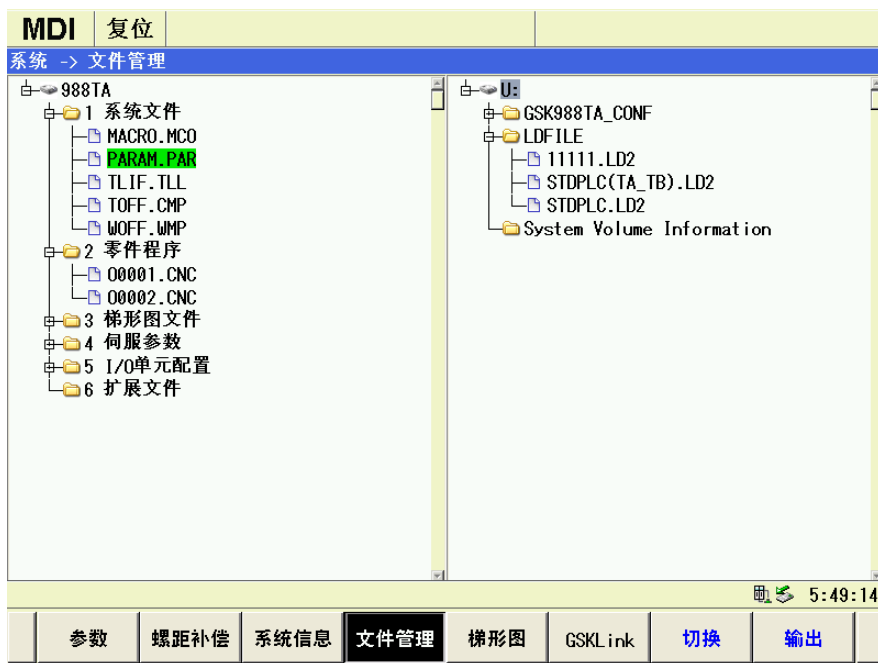 MDI 复位
系统 -> 文件管理
988TA
1 系统文件
MACRO.MCO
PARAM.PAR
TLIF.TLL
TOFF.CMP
WOFF.WMP
2 零件程序
O0001.CNC
O0002.CNC
3 梯形图文件
4 伺服参数
5 I/O单元配置
6 扩展文件
U:
GSK988TA_CONF
LDFILE
11111.LD2
STDPLC(TA_TB).LD2
STDPLC.LD2
System Volume Information
5:49:14
参数 螺距补偿 系统信息 文件管理 梯形图 GSKLink 切换 输出